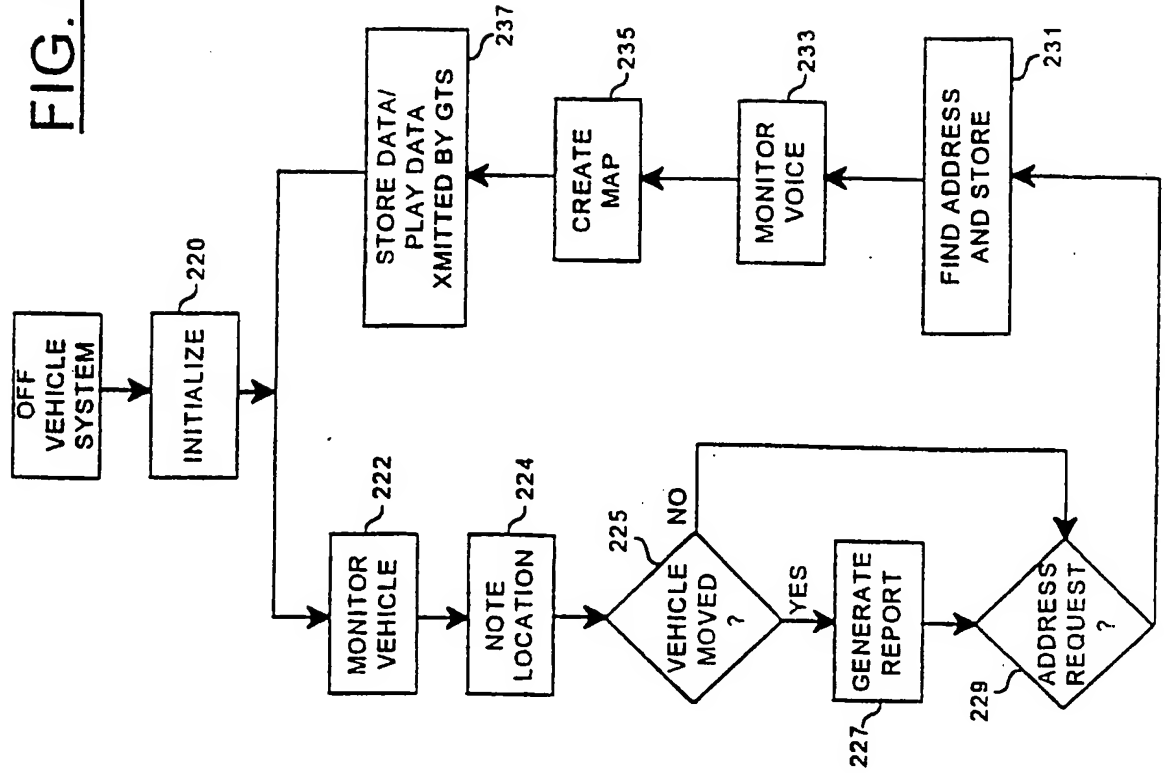 FIG.
OFF
VEHICLE
SYSTEM
220
INITIALIZE
222
MONITOR
VEHICLE
224
NOTE
LOCATION
225
VEHICLE
MOVED
?
NO
YES
GENERATE
REPORT
227
ADDRESS
REQUEST
?
229
FIND ADDRESS
AND STORE
231
MONITOR
VOICE
233
CREATE
MAP
235
STORE DATA/
PLAY DATA
XMITTED BY GTS
237